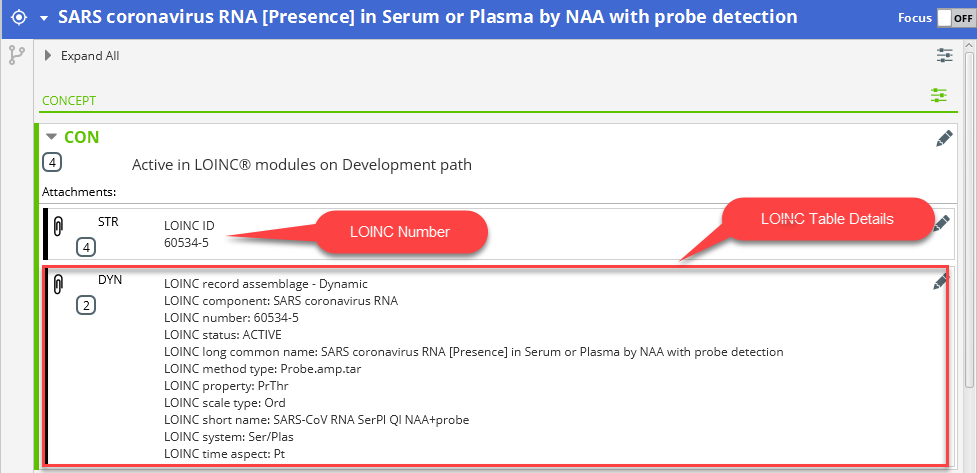 SARS coronavirus RNA [Presence] in Serum or Plasma by NAA with probe detection
Focus OFF
Expand All
CONCEPT
CON
4
Active in LOINC® modules on Development path
Attachments:
STR
4
LOINC ID
60534-5
LOINC Number
LOINC Table Details
DYN
2
LOINC record assemblage - Dynamic
LOINC component: SARS coronavirus RNA
LOINC number: 60534-5
LOINC status: ACTIVE
LOINC long common name: SARS coronavirus RNA [Presence] in Serum or Plasma by NAA with probe detection
LOINC method type: Probe.amp.tar
LOINC property: PrThr
LOINC scale type: Ord
LOINC short name: SARS-CoV RNA SerPl Ql NAA+probe
LOINC system: Ser/Plas
LOINC time aspect: Pt